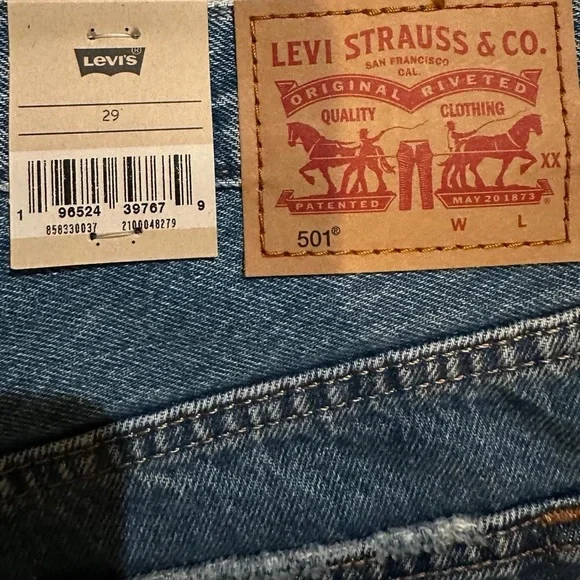 LEVI'S®
29
1 96524 39767 9
858330037 2100048279
LEVI STRAUSS & CO.
SAN FRANCISCO
CAL.
ORIGINAL RIVETED
QUALITY CLOTHING
XX
PATENTED MAY 20 1873 ®
501® W L